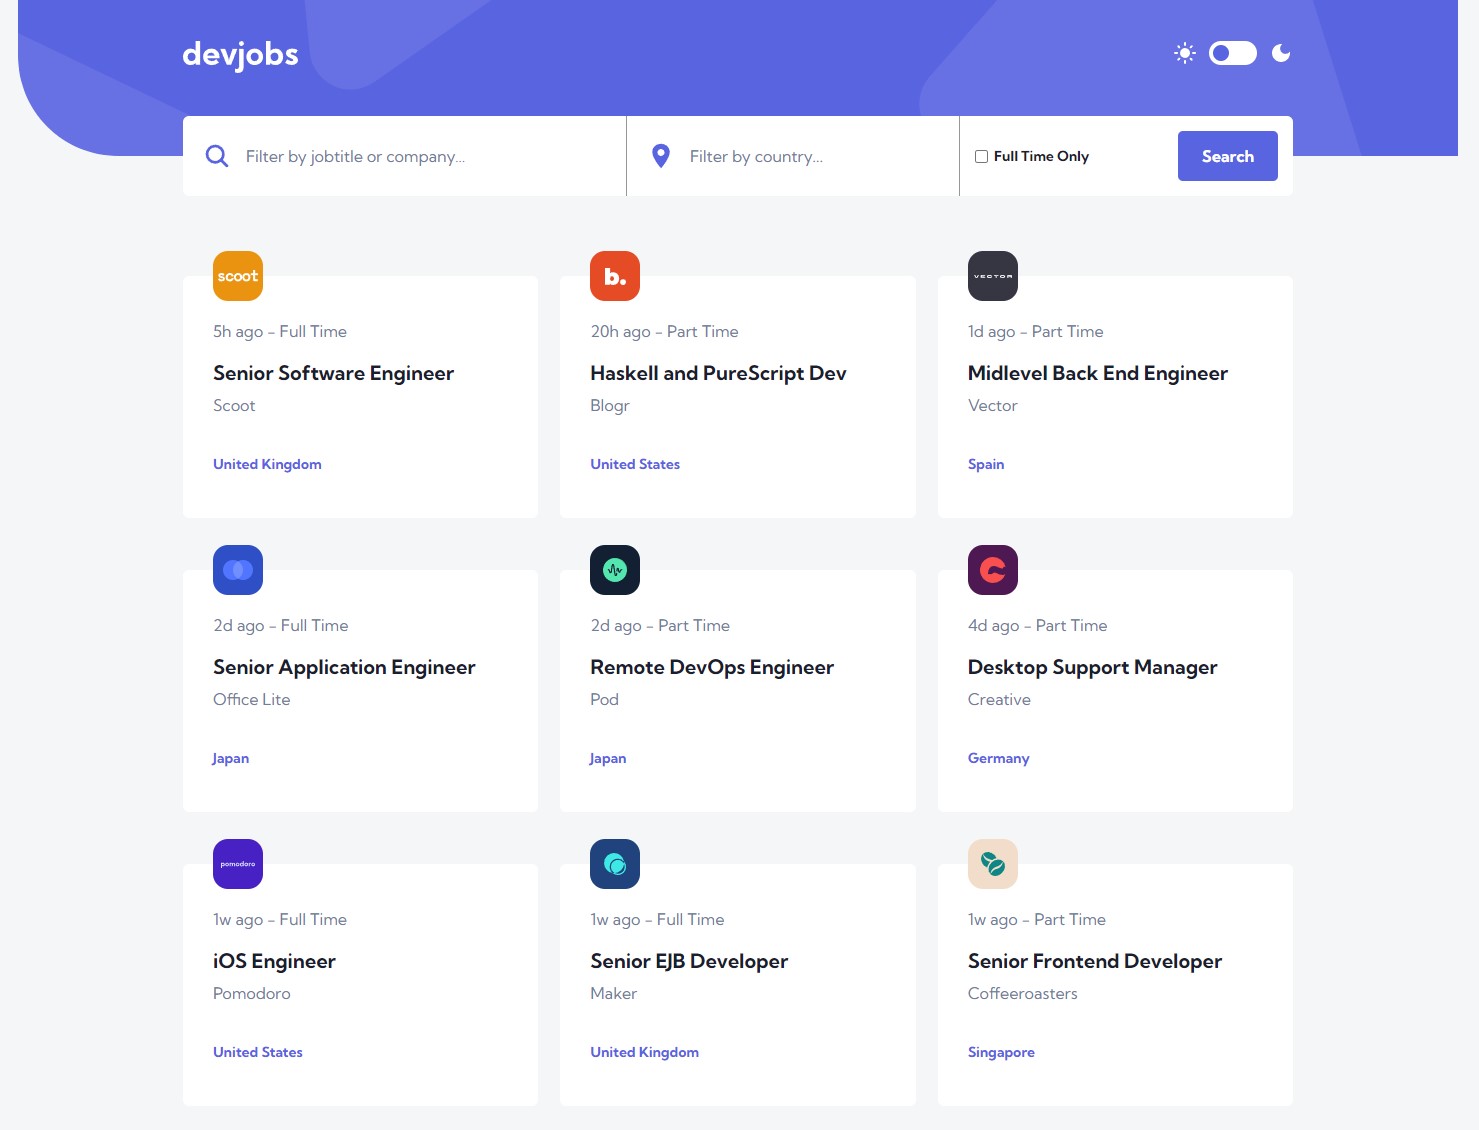 devjobs
Filter by jobtitle or company...
Filter by country...
Full Time Only
Search
scoot
5h ago - Full Time
Senior Software Engineer
Scoot
United Kingdom
b.
20h ago - Part Time
Haskell and PureScript Dev
Blogr
United States
VECTOR
1d ago - Part Time
Midlevel Back End Engineer
Vector
Spain
2d ago - Full Time
Senior Application Engineer
Office Lite
Japan
2d ago - Part Time
Remote DevOps Engineer
Pod
Japan
4d ago - Part Time
Desktop Support Manager
Creative
Germany
pomodoro
1w ago - Full Time
iOS Engineer
Pomodoro
United States
1w ago - Full Time
Senior EJB Developer
Maker
United Kingdom
1w ago - Part Time
Senior Frontend Developer
Coffeeroasters
Singapore